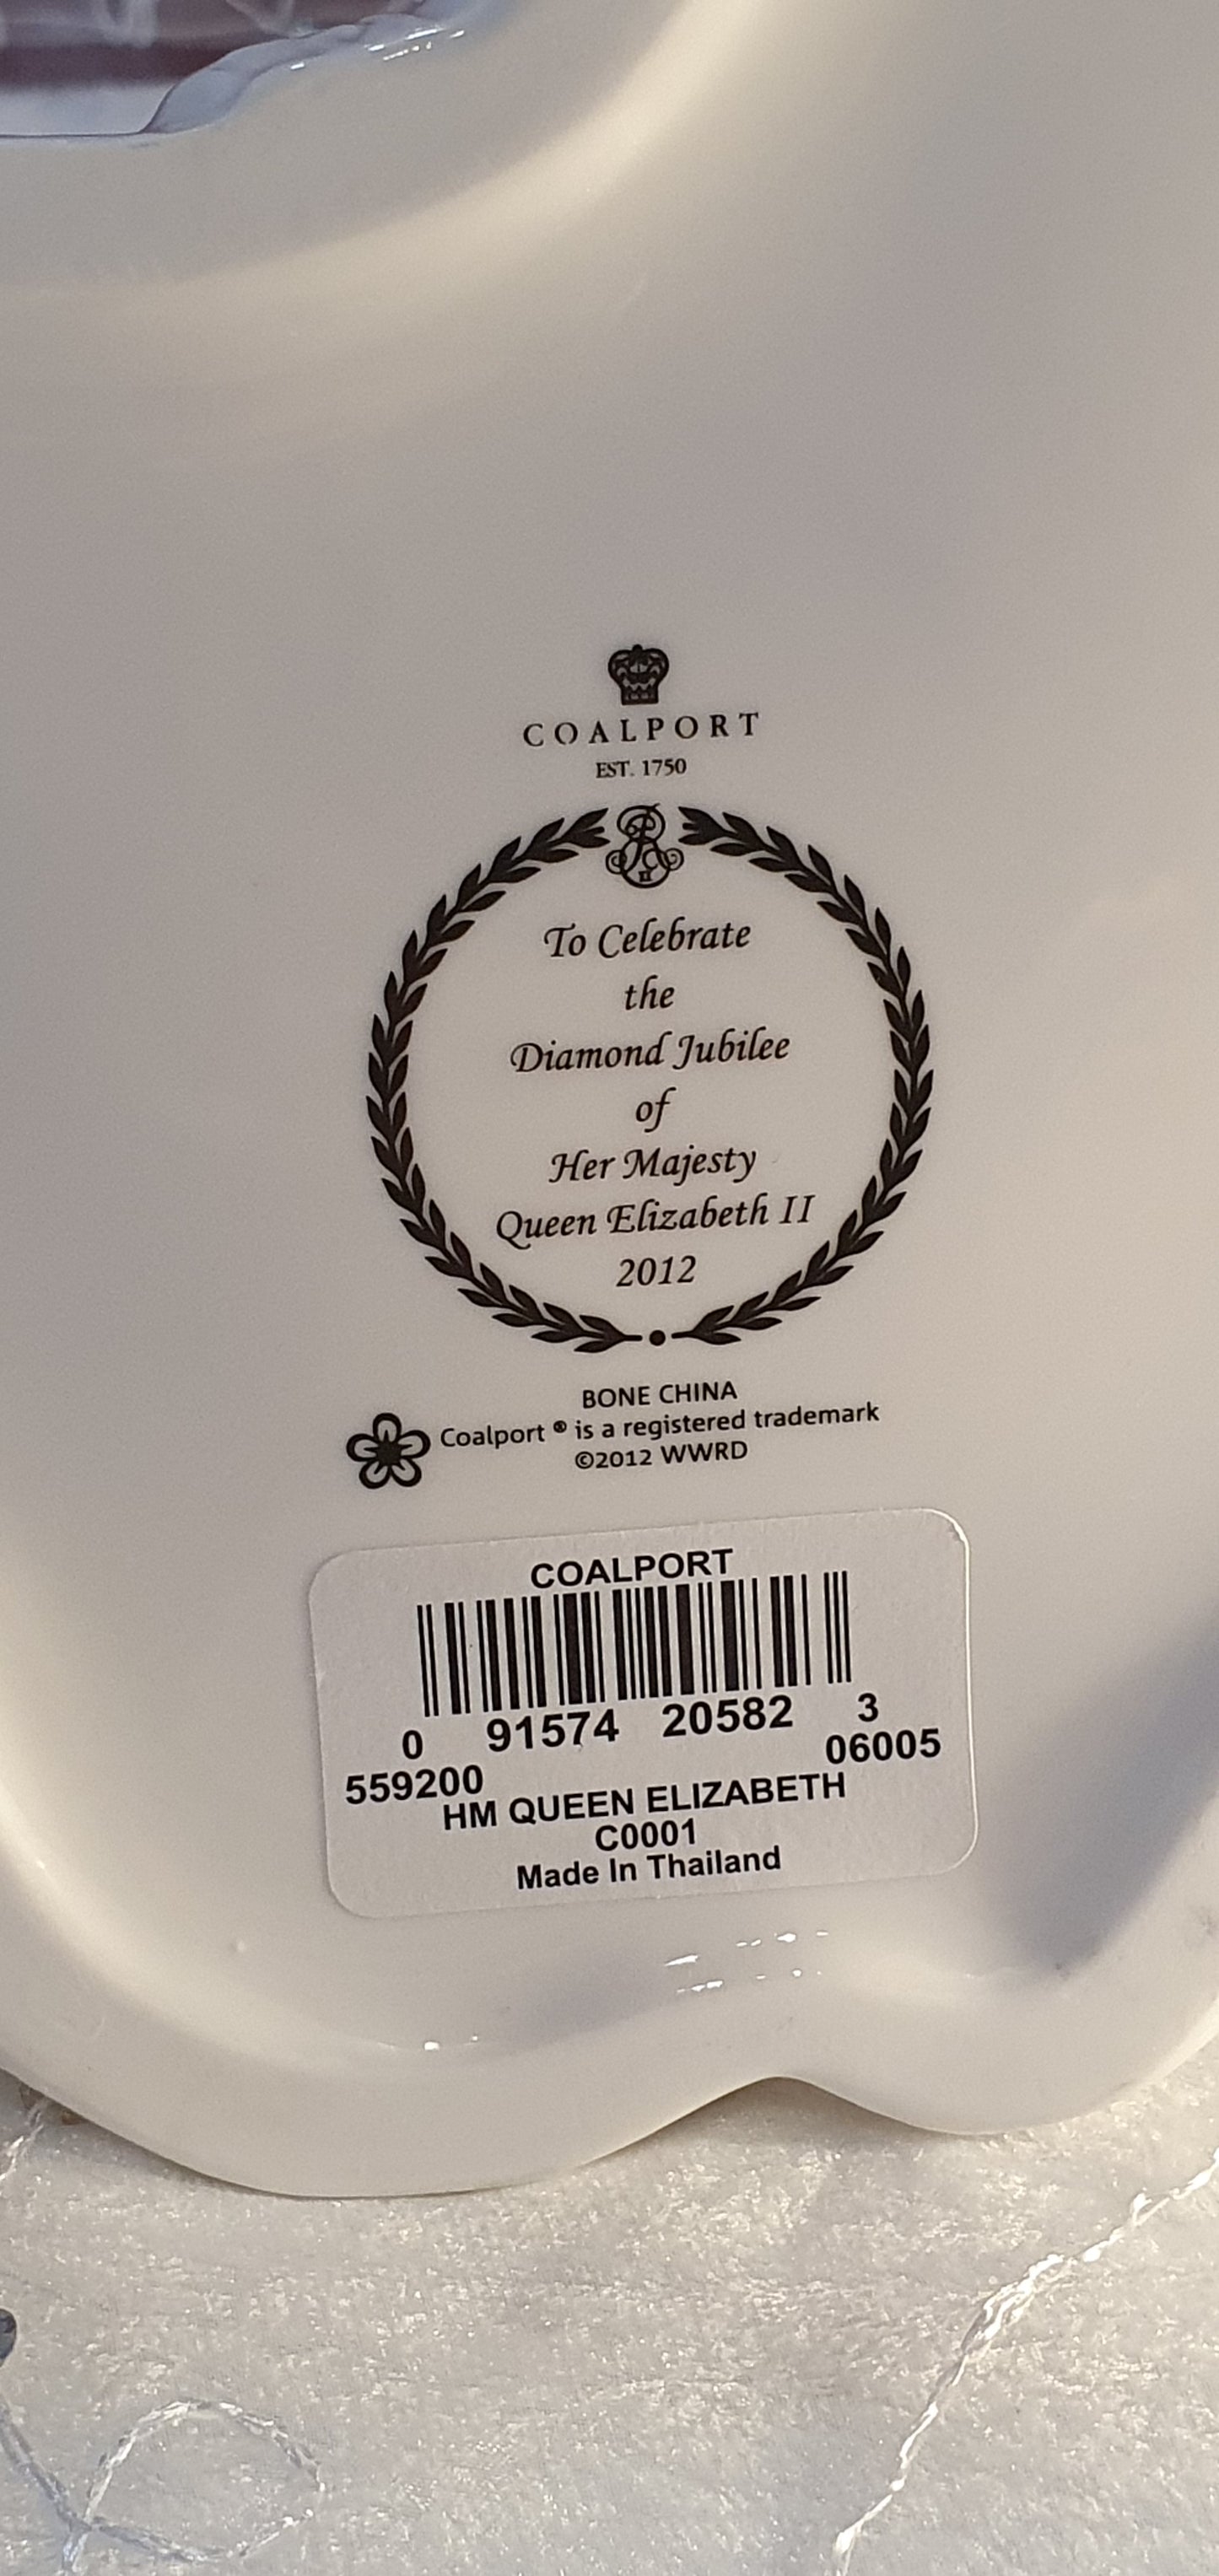 COALPORT
EST. 1750
To Celebrate
the
Diamond Jubilee
of
Her Majesty
Queen Elizabeth II
2012
BONE CHINA
Coalport ® is a registered trademark
©2012 WWRD
COALPORT
0 91574 20582 3
559200 06005
HM QUEEN ELIZABETH
C0001
Made In Thailand